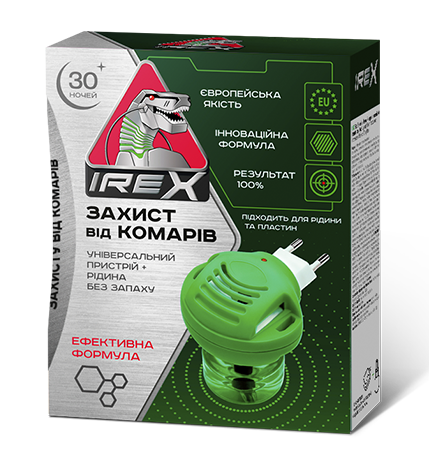 30+
НОЧЕЙ
IREX
ЗАХИСТ
ВІД КОМАРІВ
УНІВЕРСАЛЬНИЙ
ПРИСТРІЙ +
РІДИНА
БЕЗ ЗАПАХУ
ЕФЕКТИВНА
ФОРМУЛА
ЄВРОПЕЙСЬКА
ЯКІСТЬ
EU
ІННОВАЦІЙНА
ФОРМУЛА
РЕЗУЛЬТАТ
100%
ПІДХОДИТЬ ДЛЯ РІДИНИ
ТА ПЛАСТИН
ЗАХИСТУ ВІД КОМАРІВ
IREX